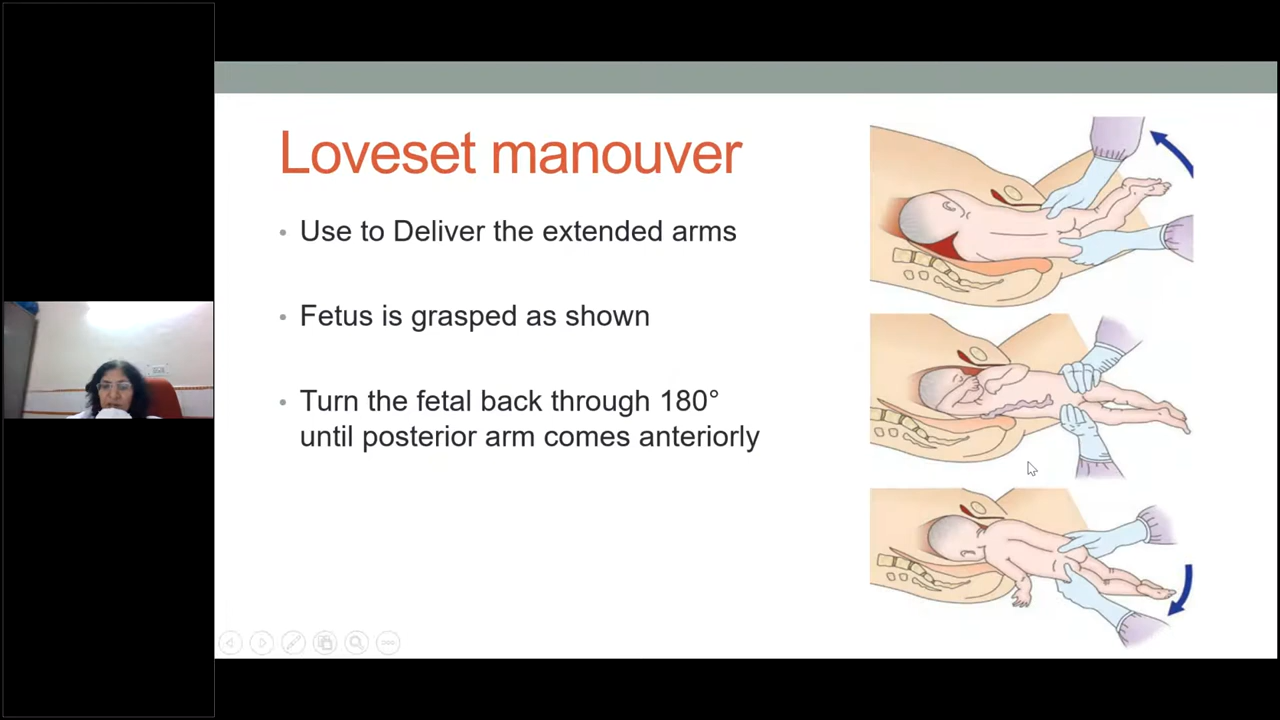 Loveset manouver
• Use to Deliver the extended arms
• Fetus is grasped as shown
• Turn the fetal back through 180°
until posterior arm comes anteriorly